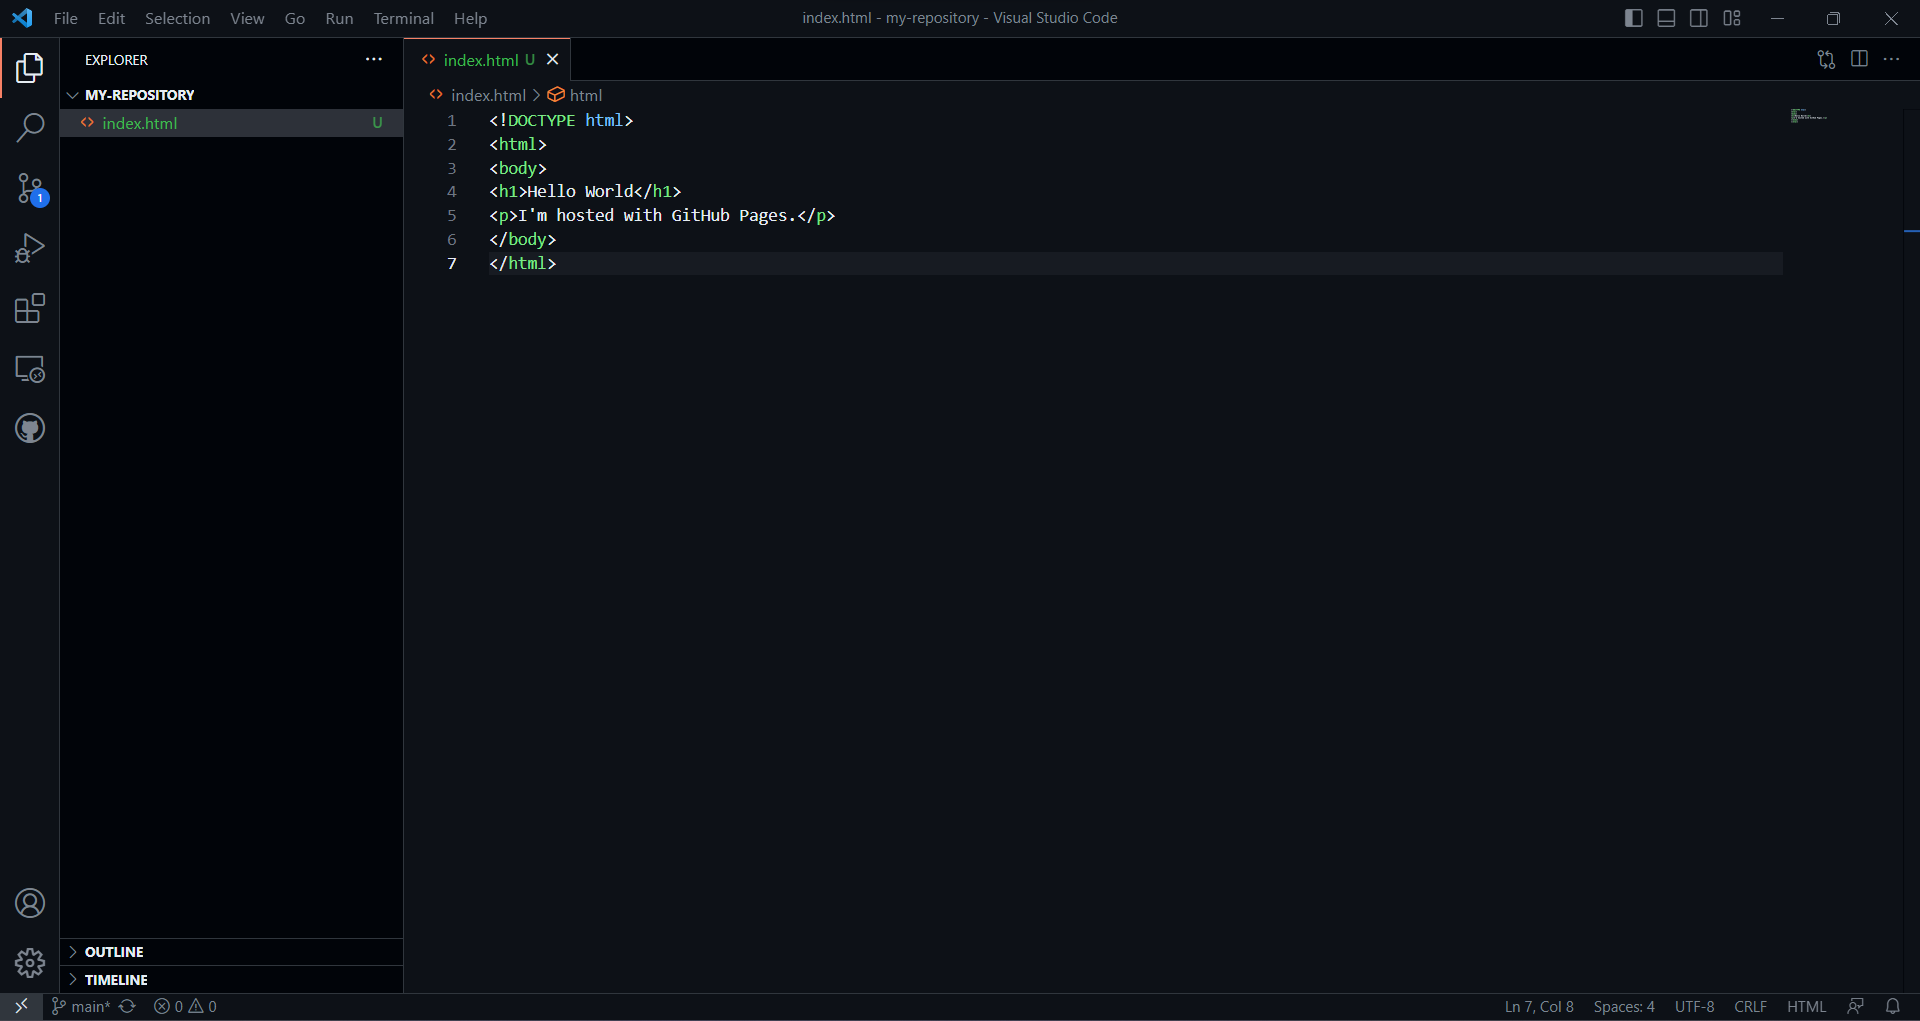 File Edit Selection View Go Run Terminal Help
index.html - my-repository - Visual Studio Code
EXPLORER
MY-REPOSITORY
index.html U
OUTLINE
TIMELINE
index.html U
index.html > html
1 <!DOCTYPE html>
2 <html>
3 <body>
4 <h1>Hello World</h1>
5 <p>I'm hosted with GitHub Pages.</p>
6 </body>
7 </html>
1
main* 0 0
Ln 7, Col 8 Spaces: 4 UTF-8 CRLF HTML